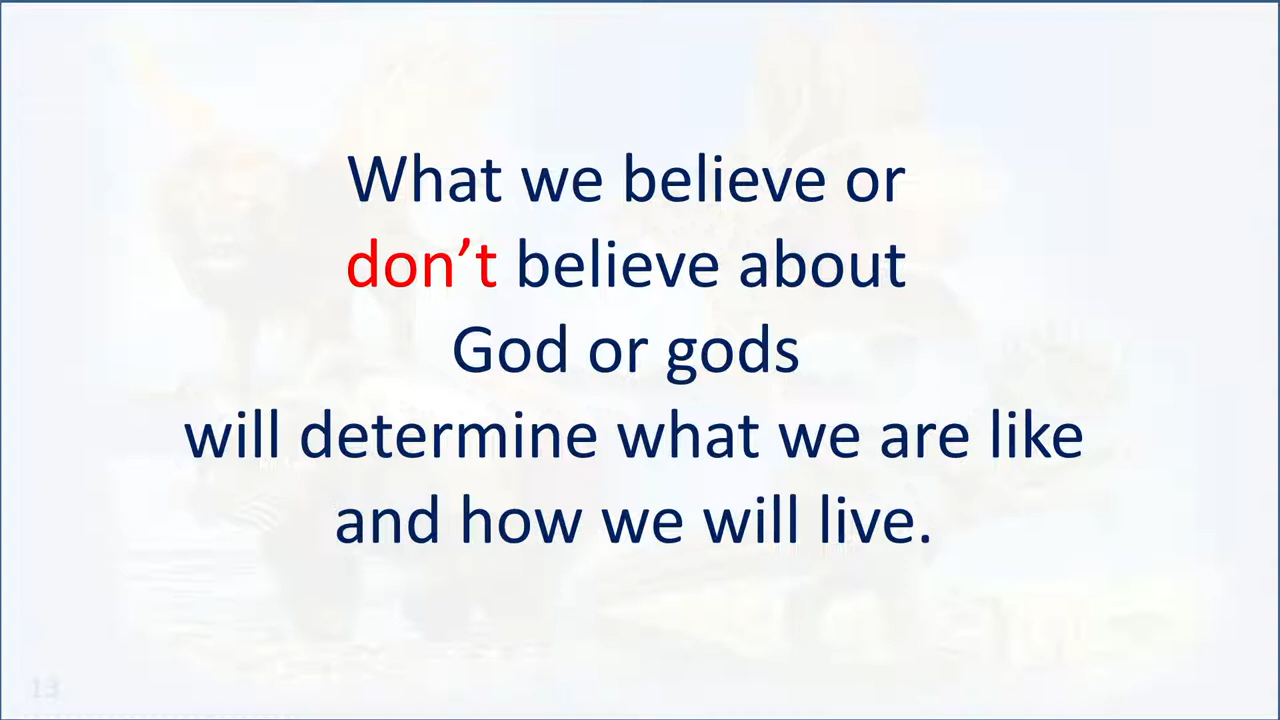 What we believe or
don’t believe about
God or gods
will determine what we are like
and how we will live.
13